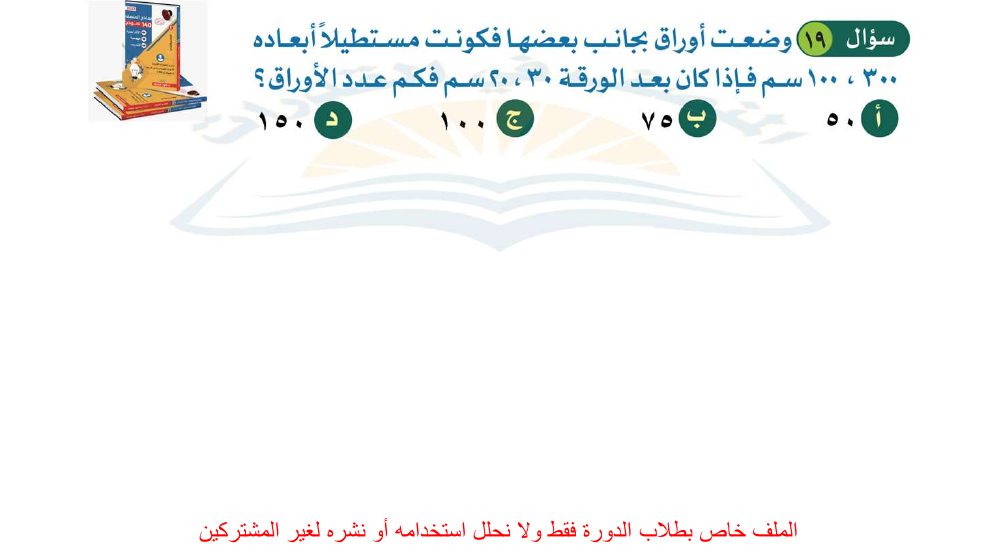 سؤال ١٩ وضعت أوراق بجانب بعضها فكونت مستطيلاً أبعاده
٣٠٠ ، ١٠٠ سم فإذا كان بعد الورقة ٣٠ ، ٢٠ سم فكم عدد الأوراق؟
أ ٥٠ ب ٧٥ ج ١٠٠ د ١٥٠
الملف خاص بطلاب الدورة فقط ولا نحلل استخدامه أو نشره لغير المشتركين